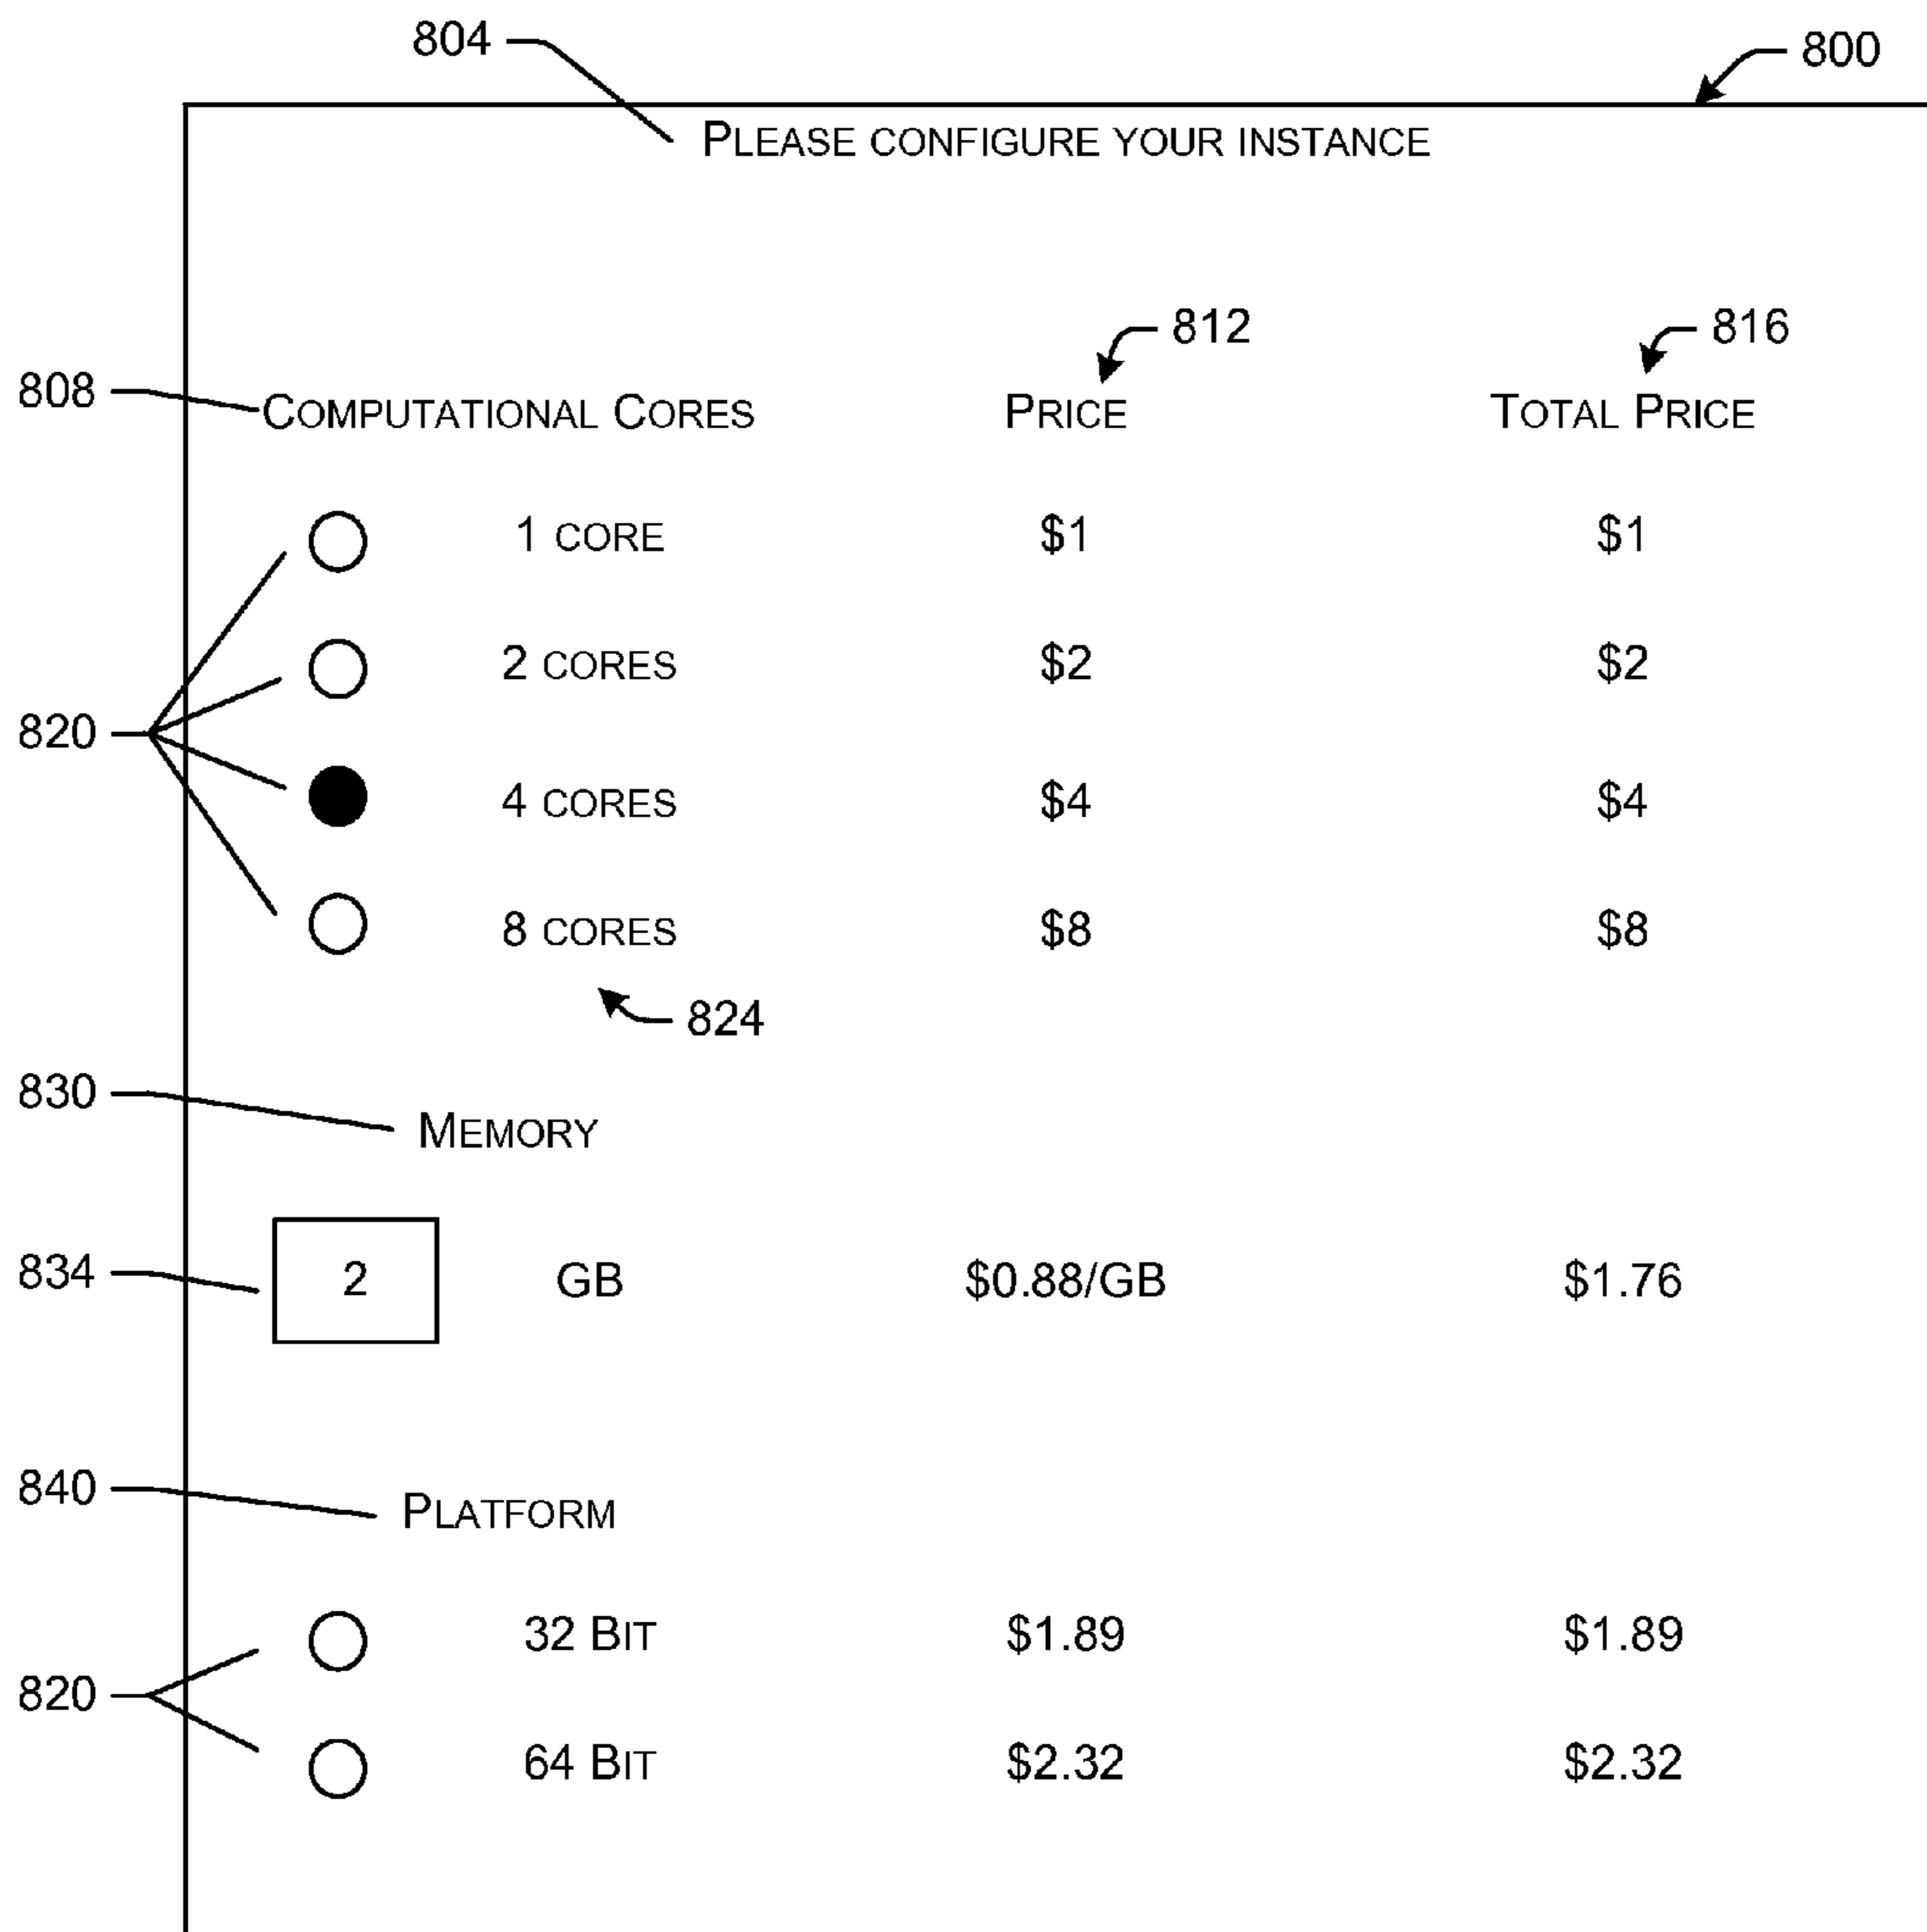 804
800
PLEASE CONFIGURE YOUR INSTANCE
812
816
808
COMPUTATIONAL CORES PRICE TOTAL PRICE
1 CORE $1 $1
2 CORES $2 $2
820
4 CORES $4 $4
8 CORES $8 $8
824
830
MEMORY
834 2 GB $0.88/GB $1.76
840
PLATFORM
32 BIT $1.89 $1.89
820
64 BIT $2.32 $2.32